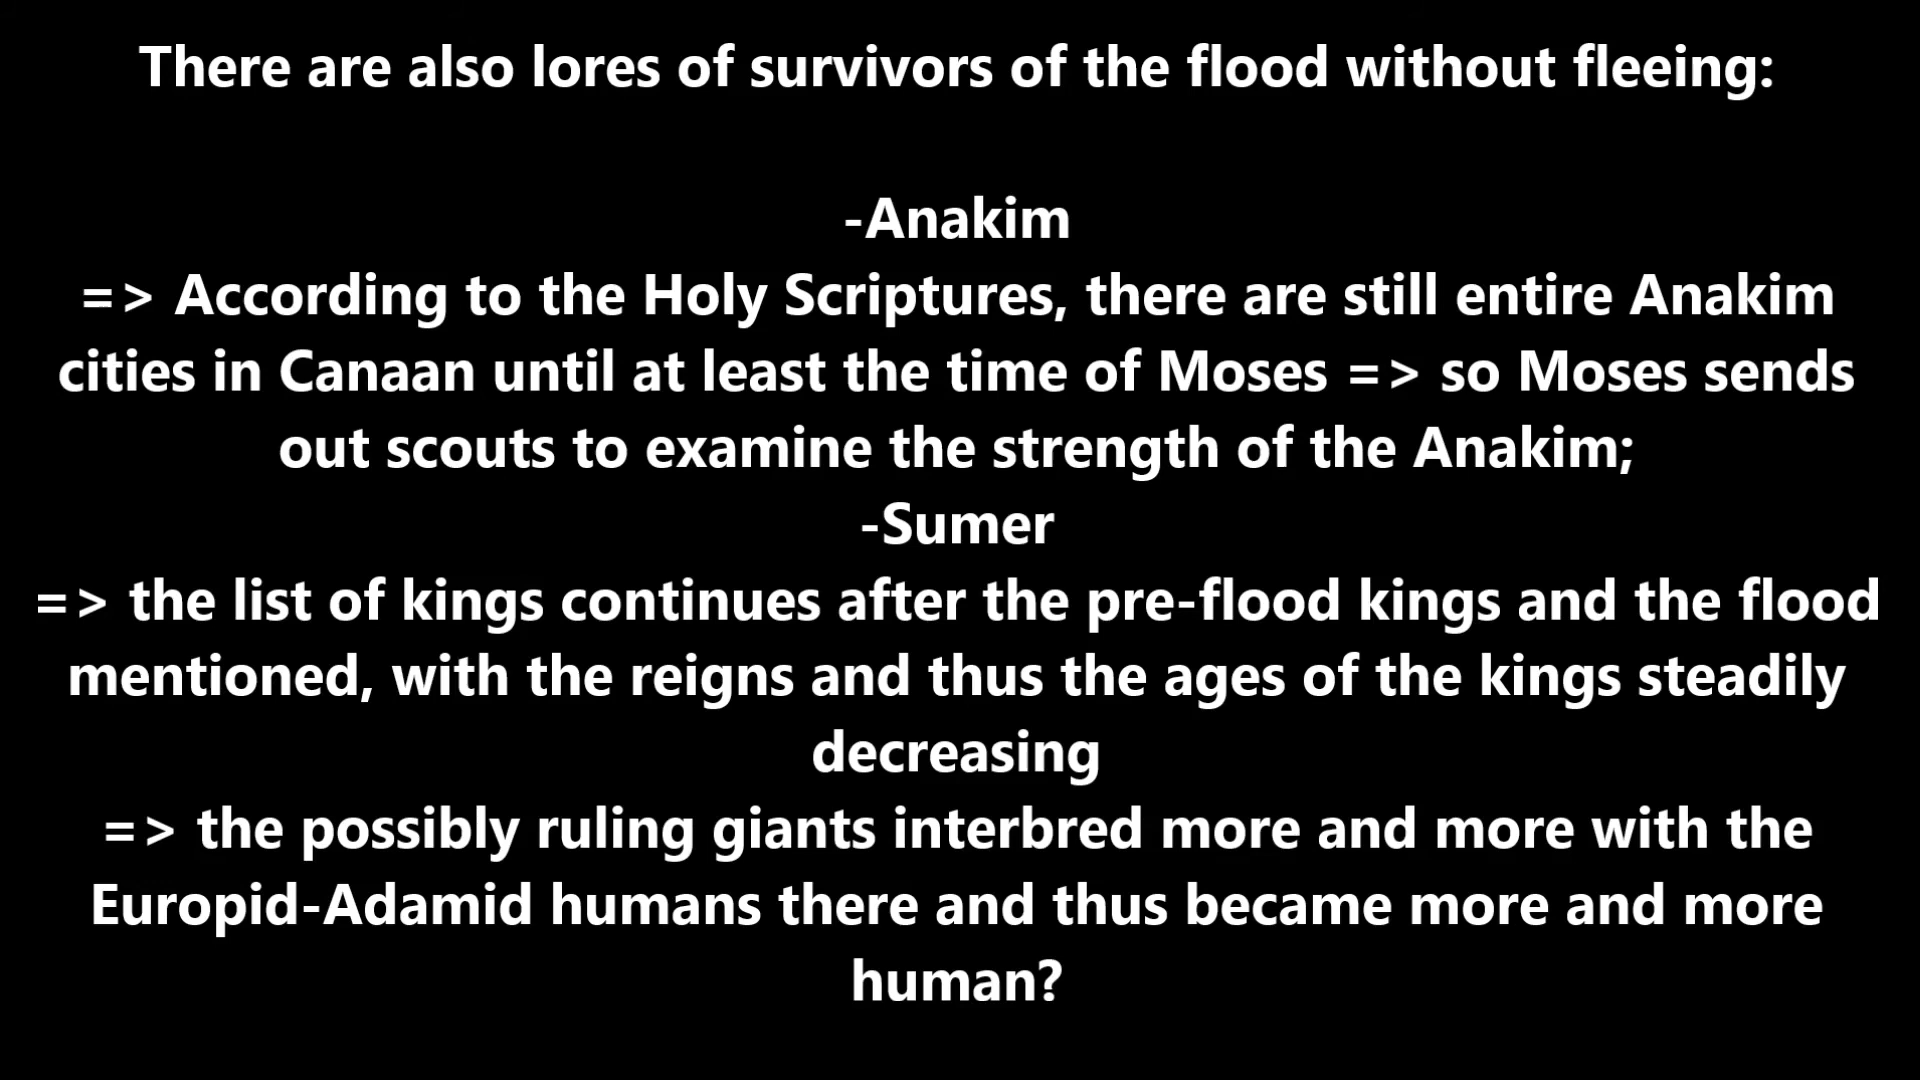 There are also lores of survivors of the flood without fleeing:
-Anakim
=> According to the Holy Scriptures, there are still entire Anakim
cities in Canaan until at least the time of Moses => so Moses sends
out scouts to examine the strength of the Anakim;
-Sumer
=> the list of kings continues after the pre-flood kings and the flood
mentioned, with the reigns and thus the ages of the kings steadily
decreasing
=> the possibly ruling giants interbred more and more with the
Europid-Adamid humans there and thus became more and more
human?